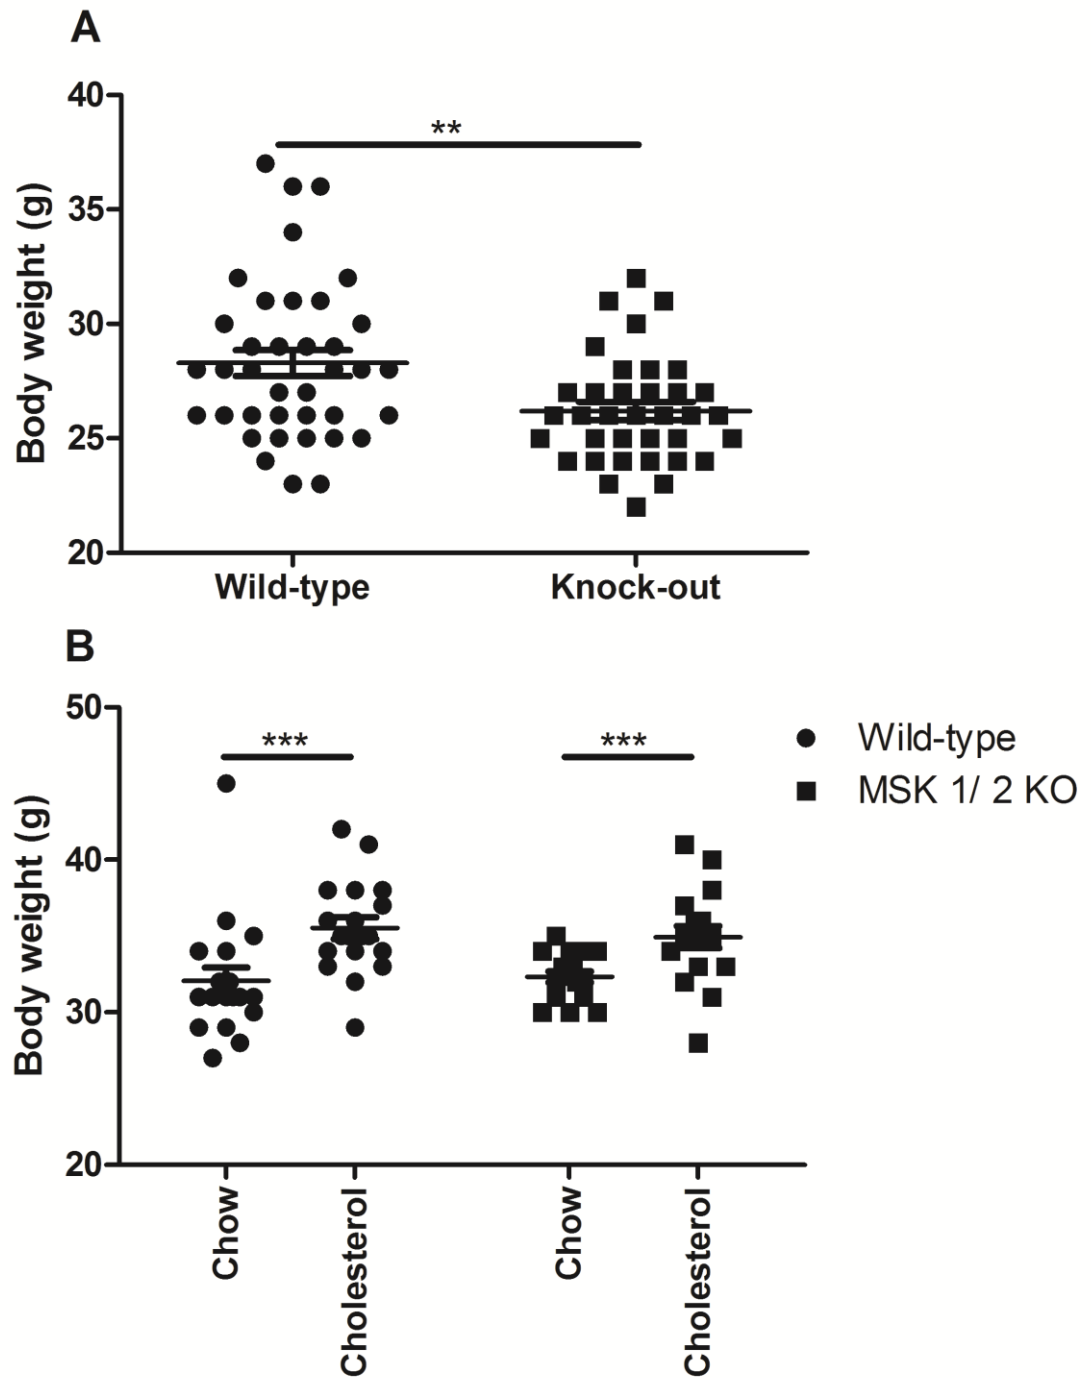 A
40
**
35
Body weight (g)
30
25
20
Wild-type Knock-out
B
50
*** ***
Wild-type
MSK 1/ 2 KO
40
Body weight (g)
30
20
Chow Cholesterol Chow Cholesterol